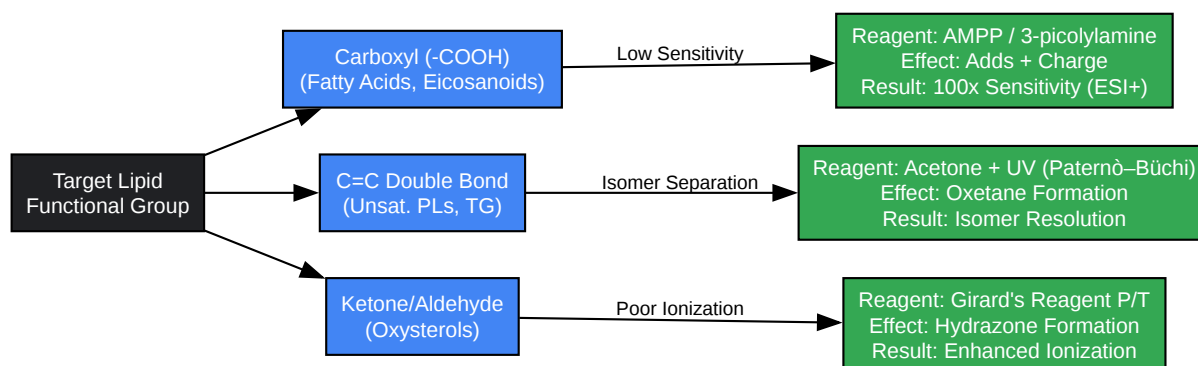 Target Lipid
Functional Group
Carboxyl (-COOH)
(Fatty Acids, Eicosanoids)
Low Sensitivity
Reagent: AMPP / 3-picolylamine
Effect: Adds + Charge
Result: 100x Sensitivity (ESI+)
C=C Double Bond
(Unsat. PLs, TG)
Isomer Separation
Reagent: Acetone + UV (Paternò–Büchi)
Effect: Oxetane Formation
Result: Isomer Resolution
Ketone/Aldehyde
(Oxysterols)
Poor Ionization
Reagent: Girard's Reagent P/T
Effect: Hydrazone Formation
Result: Enhanced Ionization